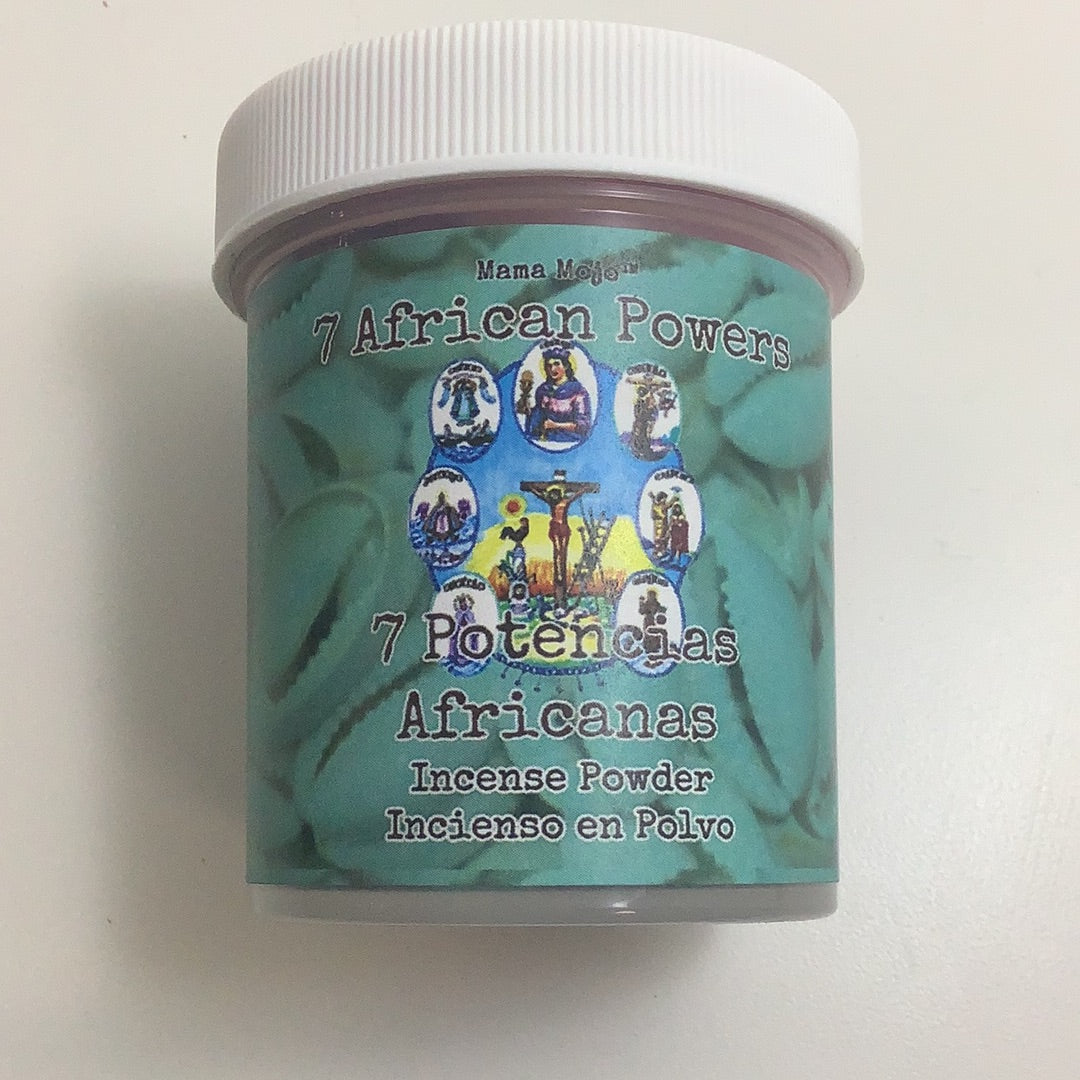 Mama Mojo™
7 African Powers
7 Potencias
Africanas
Incense Powder
Incienso en Polvo